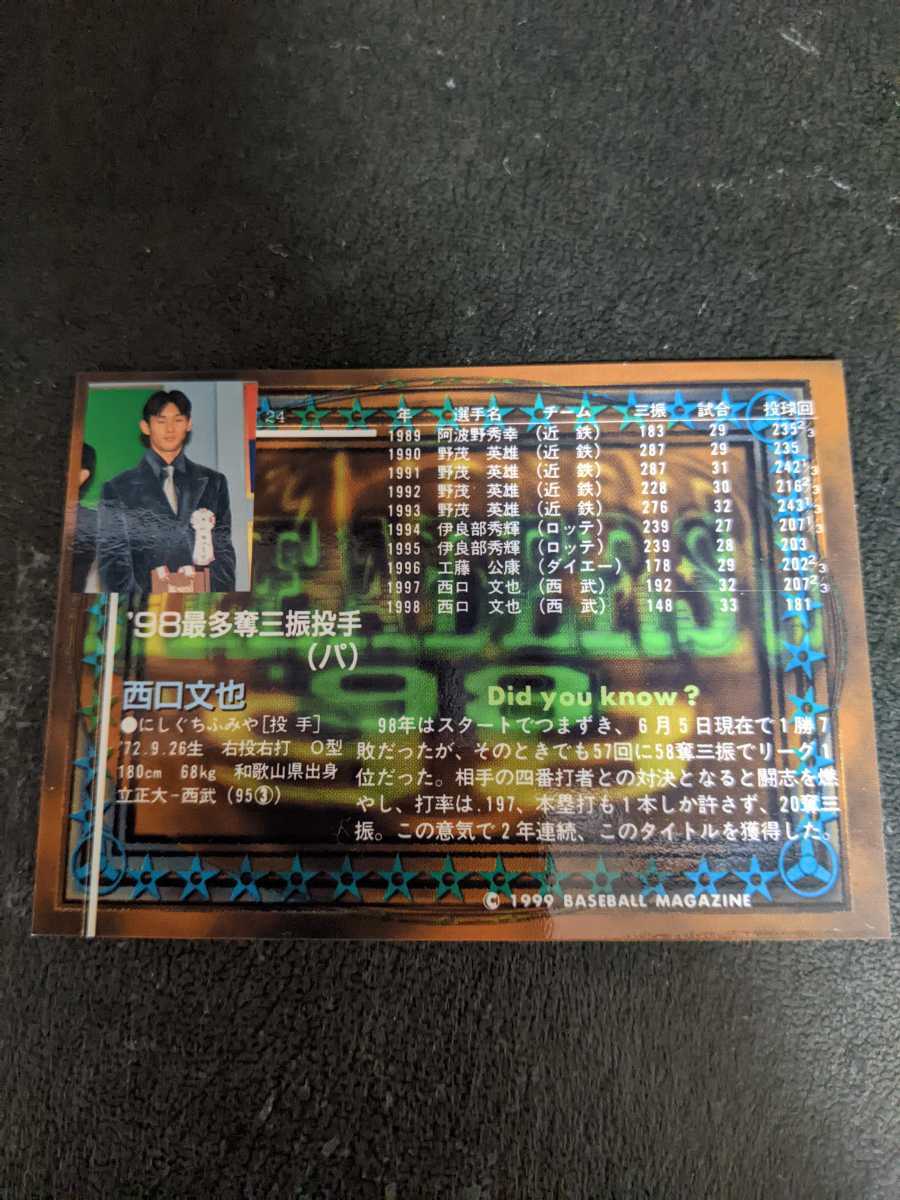 24
年 選手名 チーム 三振 試合 投球回
1989 阿波野秀幸 (近 鉄) 183 29 235 2/3
1990 野茂 英雄 (近 鉄) 287 29 235
1991 野茂 英雄 (近 鉄) 287 31 242 1/3
1992 野茂 英雄 (近 鉄) 228 30 216 2/3
1993 野茂 英雄 (近 鉄) 276 32 243 1/3
1994 伊良部秀輝 (ロッテ) 239 27 207 1/3
1995 伊良部秀輝 (ロッテ) 239 28 203
1996 工藤 公康 (ダイエー) 178 29 202 2/3
1997 西口 文也 (西 武) 192 32 207 2/3
1998 西口 文也 (西 武) 148 33 181
'98最多奪三振投手
(パ)
西口文也
●にしぐちふみや[投 手]
'72.9.26生 右投右打 O型
180cm 68kg 和歌山県出身
立正大-西武 (95③)
Did you know?
98年はスタートでつまずき、6月5日現在で1勝7
敗だったが、そのときでも57回に58奪三振でリーグ1
位だった。相手の四番打者との対決となると闘志を燃
やし、打率は.197、本塁打も1本しか許さず、20奪三
振。この意気で2年連続、このタイトルを獲得した。
© 1999 BASEBALL MAGAZINE